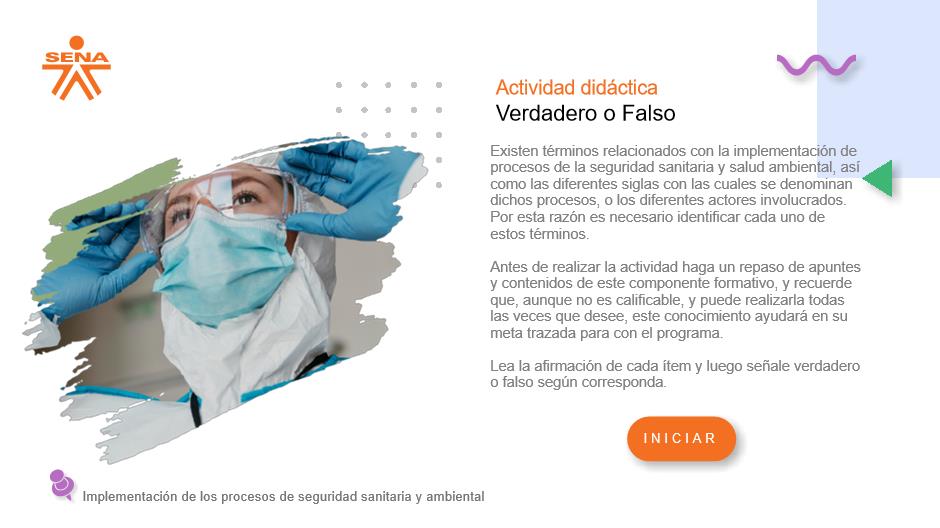 SENA
Actividad didáctica
Verdadero o Falso
Existen términos relacionados con la implementación de
procesos de la seguridad sanitaria y salud ambiental, así
como las diferentes siglas con las cuales se denominan
dichos procesos, o los diferentes actores involucrados.
Por esta razón es necesario identificar cada uno de
estos términos.
Antes de realizar la actividad haga un repaso de apuntes
y contenidos de este componente formativo, y recuerde
que, aunque no es calificable, y puede realizarla todas
las veces que desee, este conocimiento ayudará en su
meta trazada para con el programa.
Lea la afirmación de cada ítem y luego señale verdadero
o falso según corresponda.
INICIAR
Implementación de los procesos de seguridad sanitaria y ambiental